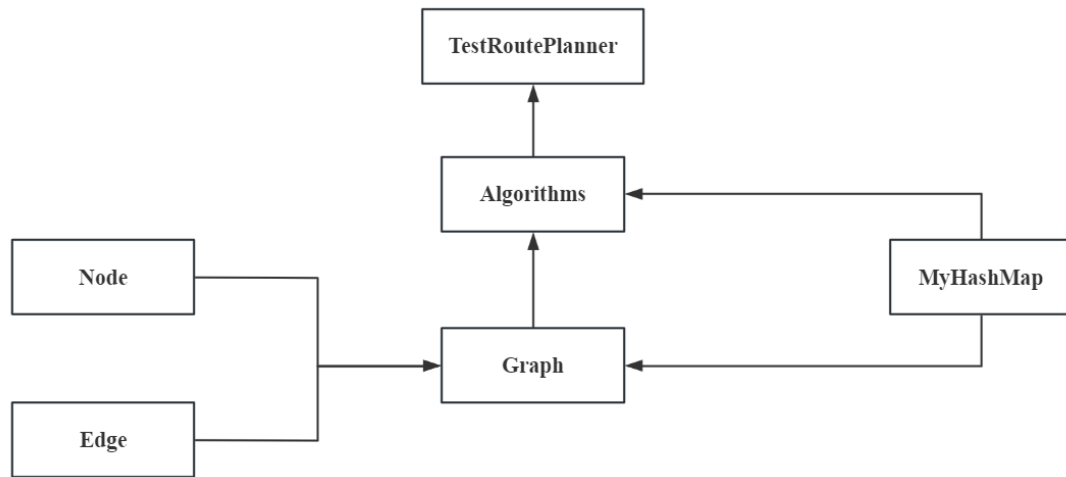 TestRoutePlanner
Algorithms
Node
MyHashMap
Graph
Edge